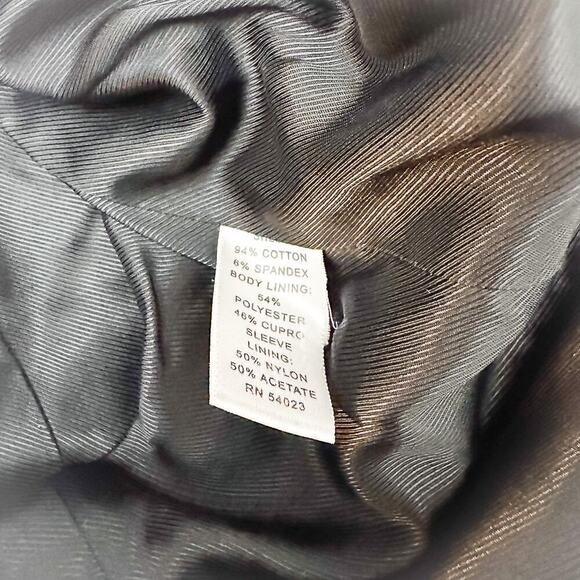 94% COTTON
6% SPANDEX
BODY LINING:
54%
POLYESTER
46% CUPRO
SLEEVE
LINING:
50% NYLON
50% ACETATE
RN 54023